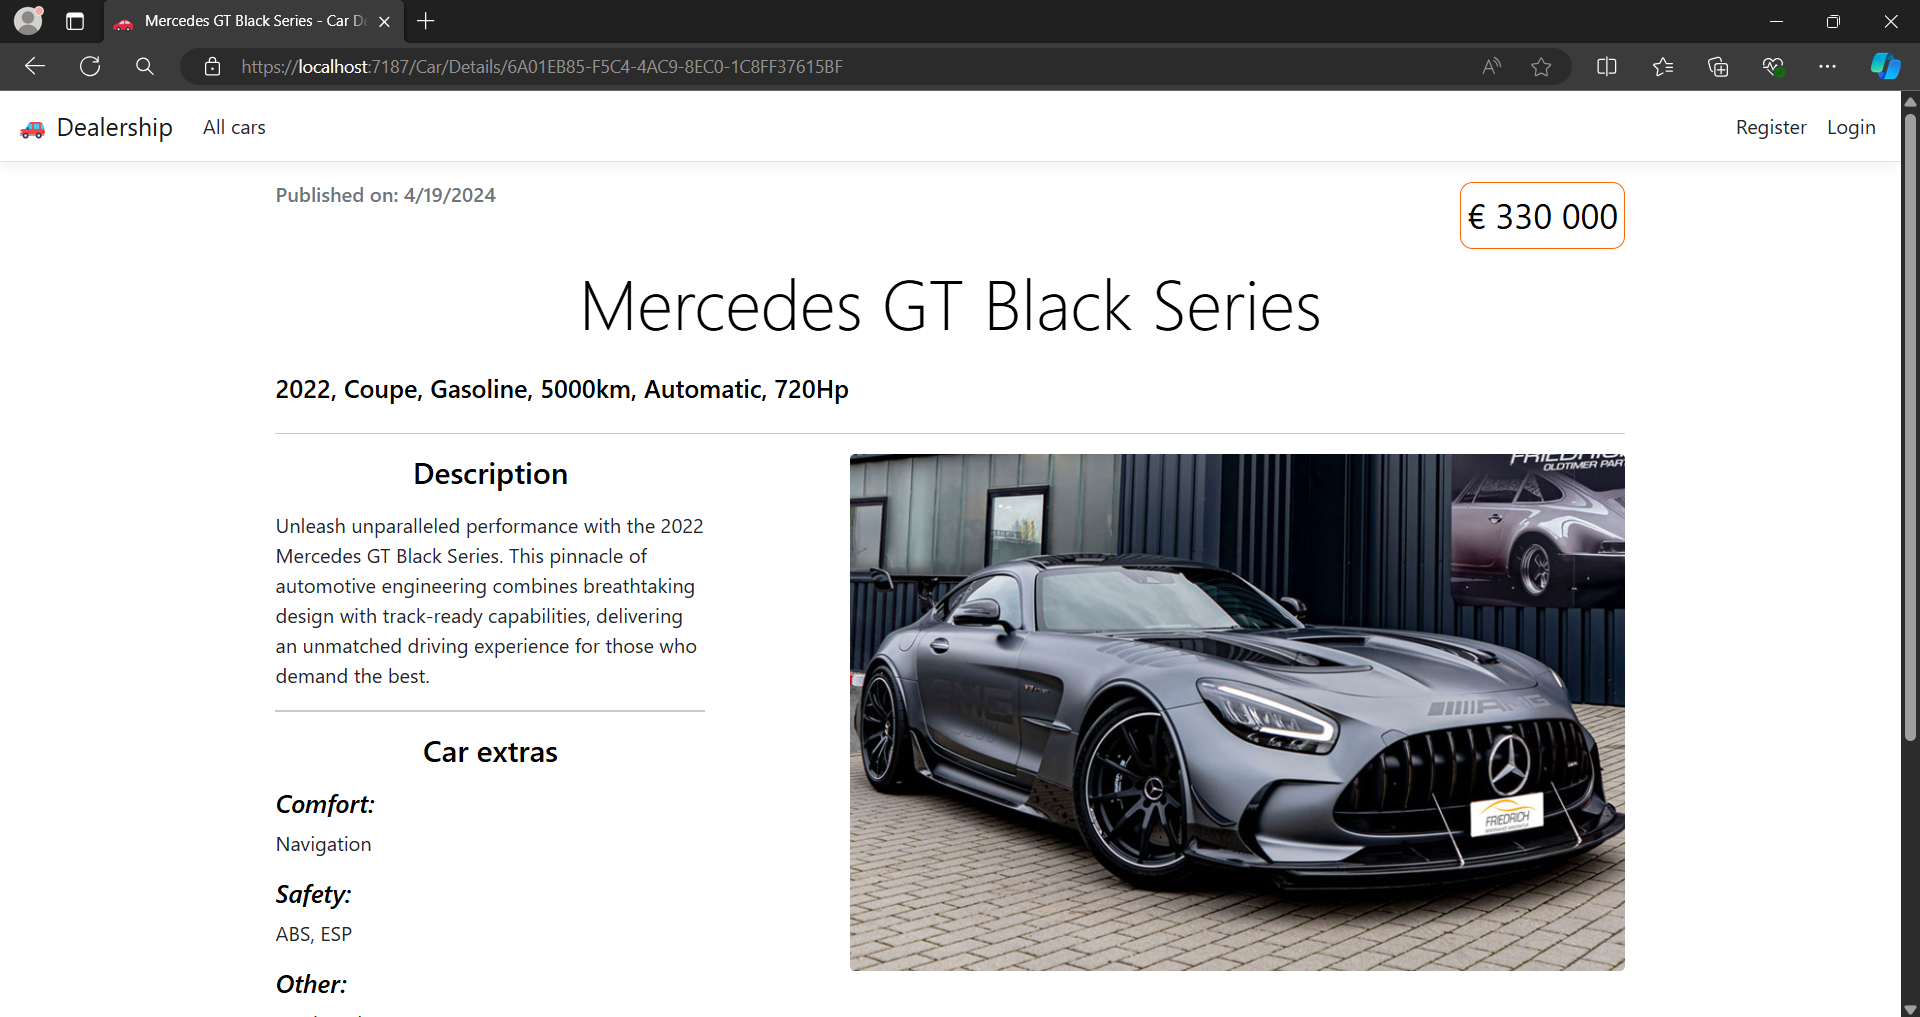 Mercedes GT Black Series - Car D
https://localhost:7187/Car/Details/6A01EB85-F5C4-4AC9-8EC0-1C8FF37615BF
Dealership
All cars
Register
Login
Published on: 4/19/2024
€ 330 000
Mercedes GT Black Series
2022, Coupe, Gasoline, 5000km, Automatic, 720Hp
Description
Unleash unparalleled performance with the 2022
Mercedes GT Black Series. This pinnacle of
automotive engineering combines breathtaking
design with track-ready capabilities, delivering
an unmatched driving experience for those who
demand the best.
Car extras
Comfort:
Navigation
Safety:
ABS, ESP
Other:
FRIEDRIC
OLDTIMER PAR
AMG
AMG
FRIEDRICH